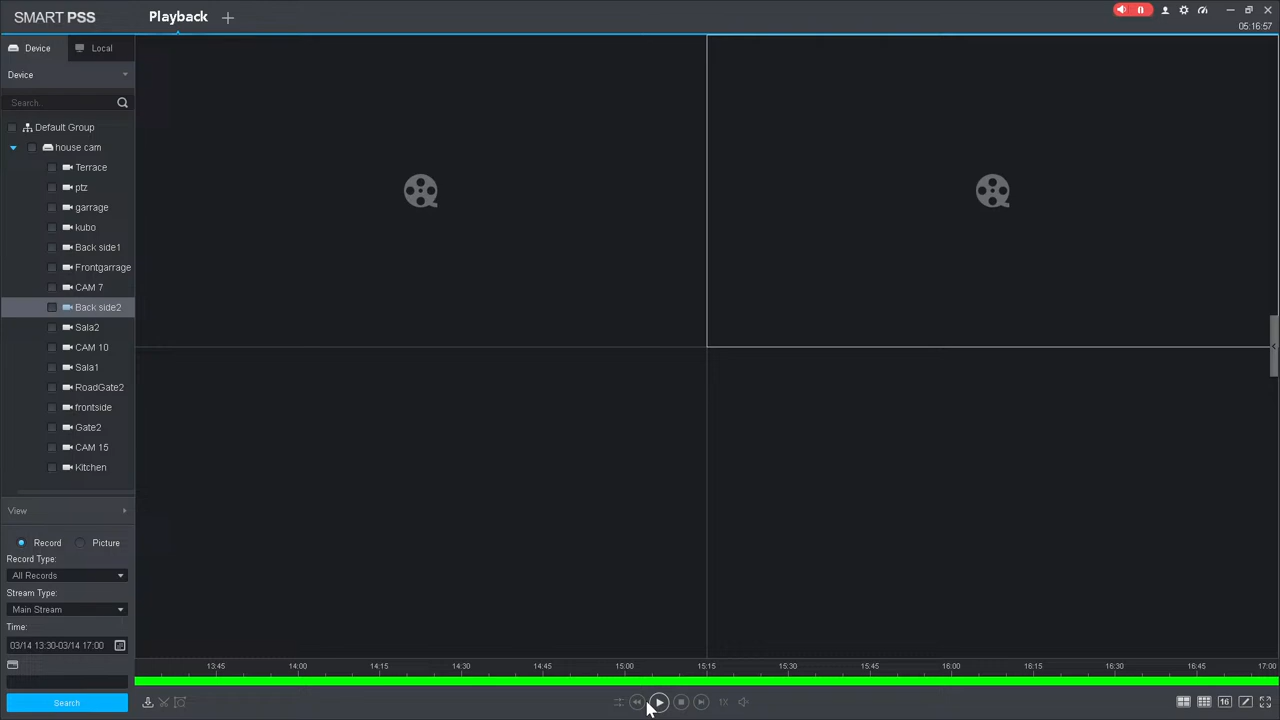 SMART PSS
Playback
05:16:57
Device
Local
Device
Search...
Default Group
house cam
Terrace
ptz
garrage
kubo
Back side1
Frontgarrage
CAM 7
Back side2
Sala2
CAM 10
Sala1
RoadGate2
frontside
Gate2
CAM 15
Kitchen
View
Record
Picture
Record Type:
All Records
Stream Type:
Main Stream
Time:
03/14 13:30-03/14 17:00
Search
13:45 14:00 14:15 14:30 14:45 15:00 15:15 15:30 15:45 16:00 16:15 16:30 16:45 17:00
1X
16